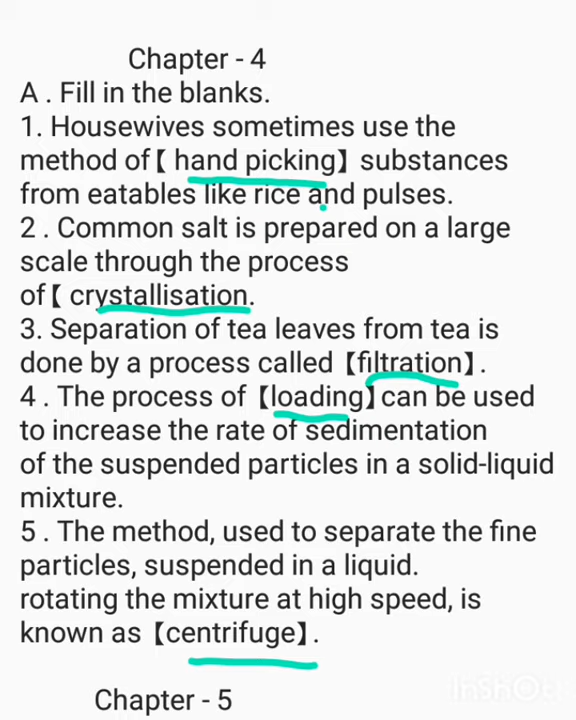 Chapter - 4
A . Fill in the blanks.
1. Housewives sometimes use the
method of【 hand picking】 substances
from eatables like rice and pulses.
2 . Common salt is prepared on a large
scale through the process
of【 crystallisation.
3. Separation of tea leaves from tea is
done by a process called 【filtration】.
4 . The process of 【loading】can be used
to increase the rate of sedimentation
of the suspended particles in a solid-liquid
mixture.
5 . The method, used to separate the fine
particles, suspended in a liquid.
rotating the mixture at high speed, is
known as 【centrifuge】.
Chapter - 5
InShOt